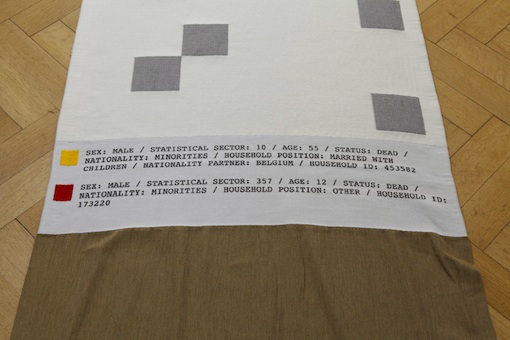 SEX: MALE / STATISTICAL SECTOR: 10 / AGE: 55 / STATUS: DEAD /
NATIONALITY: MINORITIES / HOUSEHOLD POSITION: MARRIED WITH
CHILDREN / NATIONALITY PARTNER: BELGIUM / HOUSEHOLD ID: 453582
SEX: MALE / STATISTICAL SECTOR: 357 / AGE: 12 / STATUS: DEAD /
NATIONALITY: MINORITIES / HOUSEHOLD POSITION: OTHER / HOUSEHOLD ID:
173220